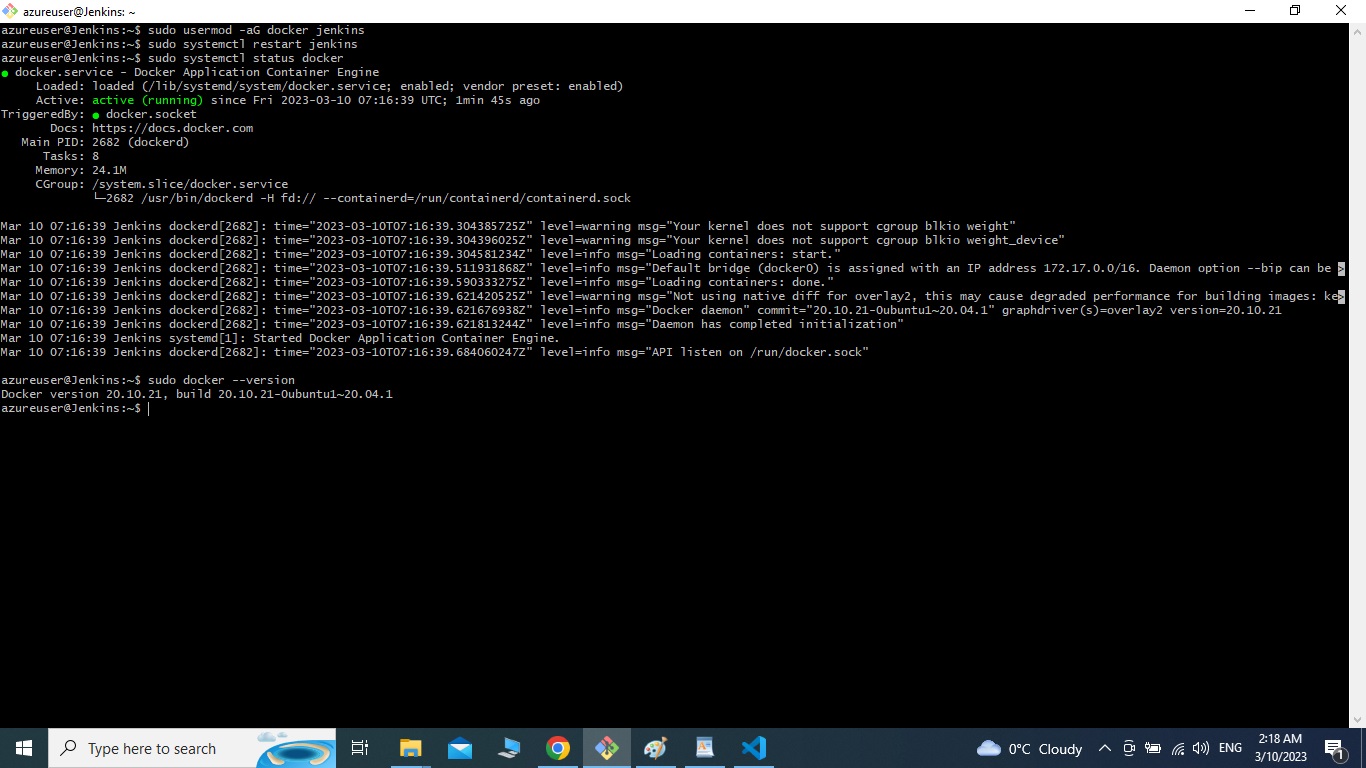 azureuser@Jenkins: ~
azureuser@Jenkins:~$ sudo usermod -aG docker jenkins
azureuser@Jenkins:~$ sudo systemctl restart jenkins
azureuser@Jenkins:~$ sudo systemctl status docker
● docker.service - Docker Application Container Engine
Loaded: loaded (/lib/systemd/system/docker.service; enabled; vendor preset: enabled)
Active: active (running) since Fri 2023-03-10 07:16:39 UTC; 1min 45s ago
TriggeredBy: ● docker.socket
Docs: https://docs.docker.com
Main PID: 2682 (dockerd)
Tasks: 8
Memory: 24.1M
CGroup: /system.slice/docker.service
└─2682 /usr/bin/dockerd -H fd:// --containerd=/run/containerd/containerd.sock
Mar 10 07:16:39 Jenkins dockerd[2682]: time="2023-03-10T07:16:39.304385725Z" level=warning msg="Your kernel does not support cgroup blkio weight"
Mar 10 07:16:39 Jenkins dockerd[2682]: time="2023-03-10T07:16:39.304396025Z" level=warning msg="Your kernel does not support cgroup blkio weight_device"
Mar 10 07:16:39 Jenkins dockerd[2682]: time="2023-03-10T07:16:39.304581234Z" level=info msg="Loading containers: start."
Mar 10 07:16:39 Jenkins dockerd[2682]: time="2023-03-10T07:16:39.511931868Z" level=info msg="Default bridge (docker0) is assigned with an IP address 172.17.0.0/16. Daemon option --bip can be >
Mar 10 07:16:39 Jenkins dockerd[2682]: time="2023-03-10T07:16:39.590333275Z" level=info msg="Loading containers: done."
Mar 10 07:16:39 Jenkins dockerd[2682]: time="2023-03-10T07:16:39.621420525Z" level=warning msg="Not using native diff for overlay2, this may cause degraded performance for building images: ke>
Mar 10 07:16:39 Jenkins dockerd[2682]: time="2023-03-10T07:16:39.621676938Z" level=info msg="Docker daemon" commit="20.10.21-0ubuntu1~20.04.1" graphdriver(s)=overlay2 version=20.10.21
Mar 10 07:16:39 Jenkins dockerd[2682]: time="2023-03-10T07:16:39.621813244Z" level=info msg="Daemon has completed initialization"
Mar 10 07:16:39 Jenkins systemd[1]: Started Docker Application Container Engine.
Mar 10 07:16:39 Jenkins dockerd[2682]: time="2023-03-10T07:16:39.684060247Z" level=info msg="API listen on /run/docker.sock"
azureuser@Jenkins:~$ sudo docker --version
Docker version 20.10.21, build 20.10.21-0ubuntu1~20.04.1
azureuser@Jenkins:~$
Type here to search
0°C Cloudy
ENG
2:18 AM
3/10/2023
1